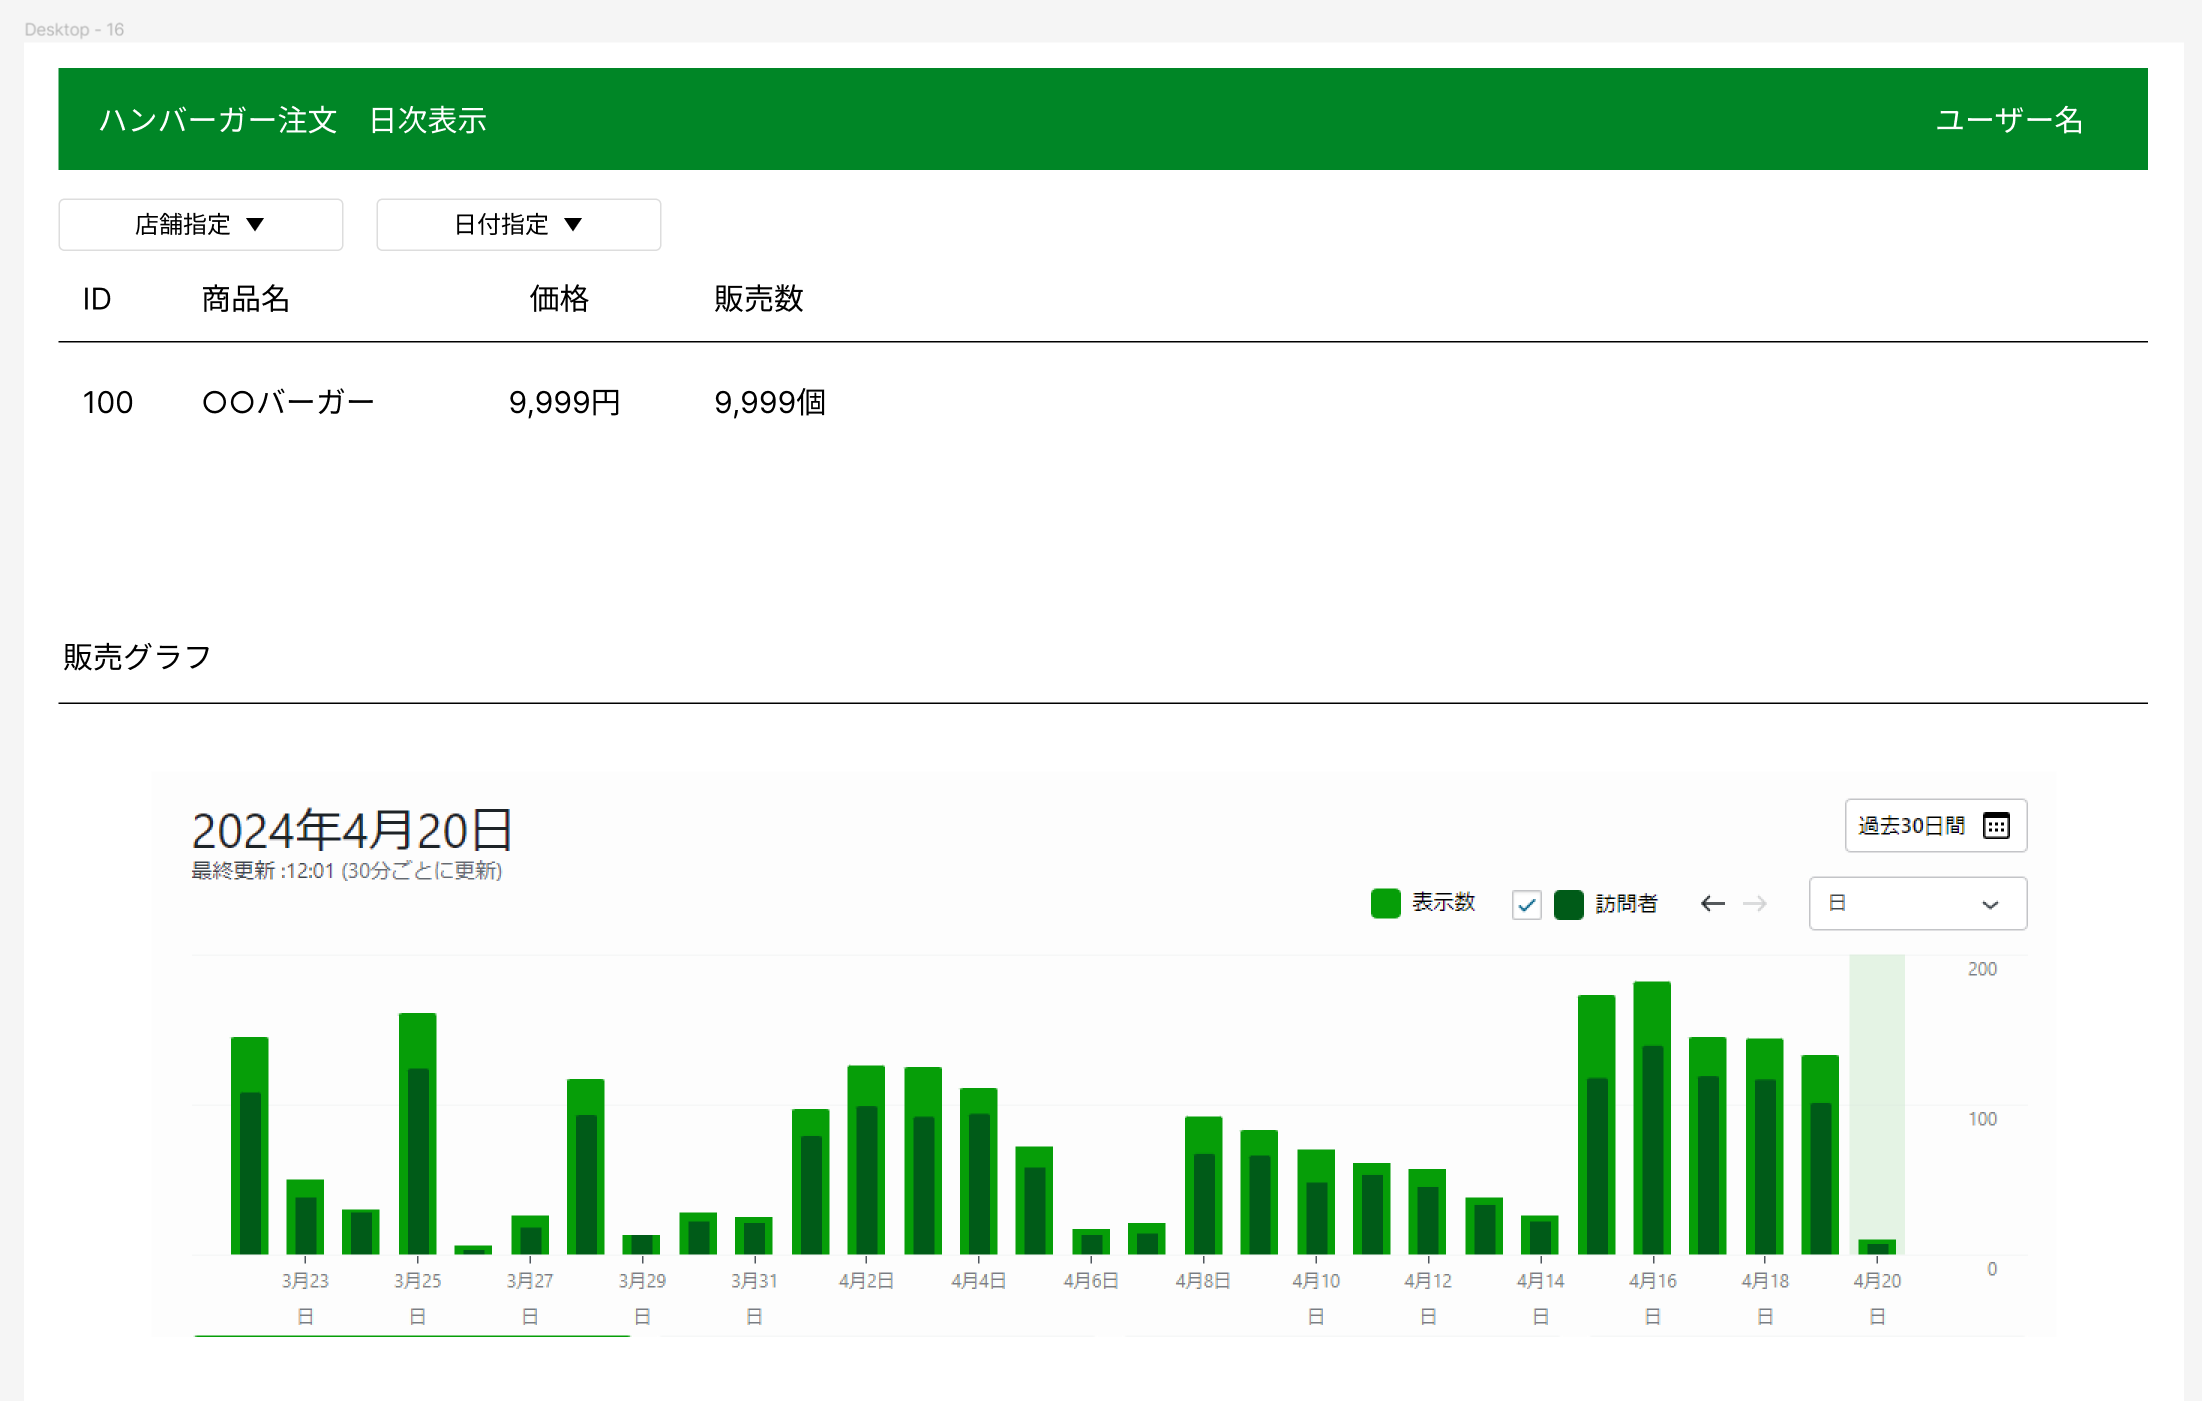 Desktop - 16
ハンバーガー注文　日次表示
ユーザー名
店舗指定 ▼
日付指定 ▼
ID 商品名 価格 販売数
100 〇〇バーガー 9,999円 9,999個
販売グラフ
2024年4月20日
最終更新 :12:01 (30分ごとに更新)
過去30日間
表示数
訪問者
日
200
100
0
3月23日
3月25日
3月27日
3月29日
3月31日
4月2日
4月4日
4月6日
4月8日
4月10日
4月12日
4月14日
4月16日
4月18日
4月20日